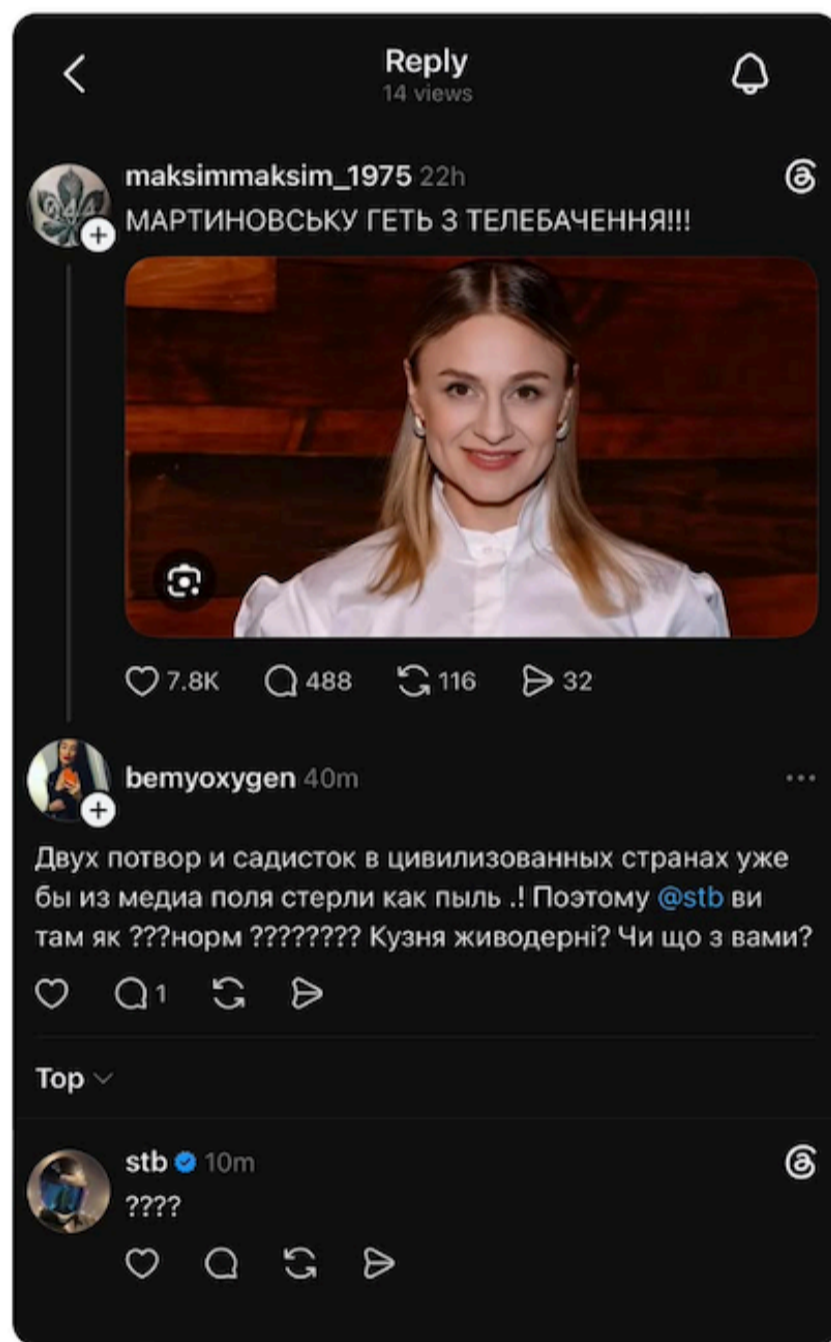 Reply
14 views
maksimmaksim_1975 22h
МАРТИНОВСЬКУ ГЕТЬ З ТЕЛЕБАЧЕННЯ!!!
7.8K 488 116 32
bemyoxygen 40m
Двух потвор и садисток в цивилизованных странах уже
бы из медиа поля стерли как пыль .! Поэтому @stb ви
там як ???норм ???????? Кузня живодерні? Чи що з вами?
1
Top
stb 10m
????